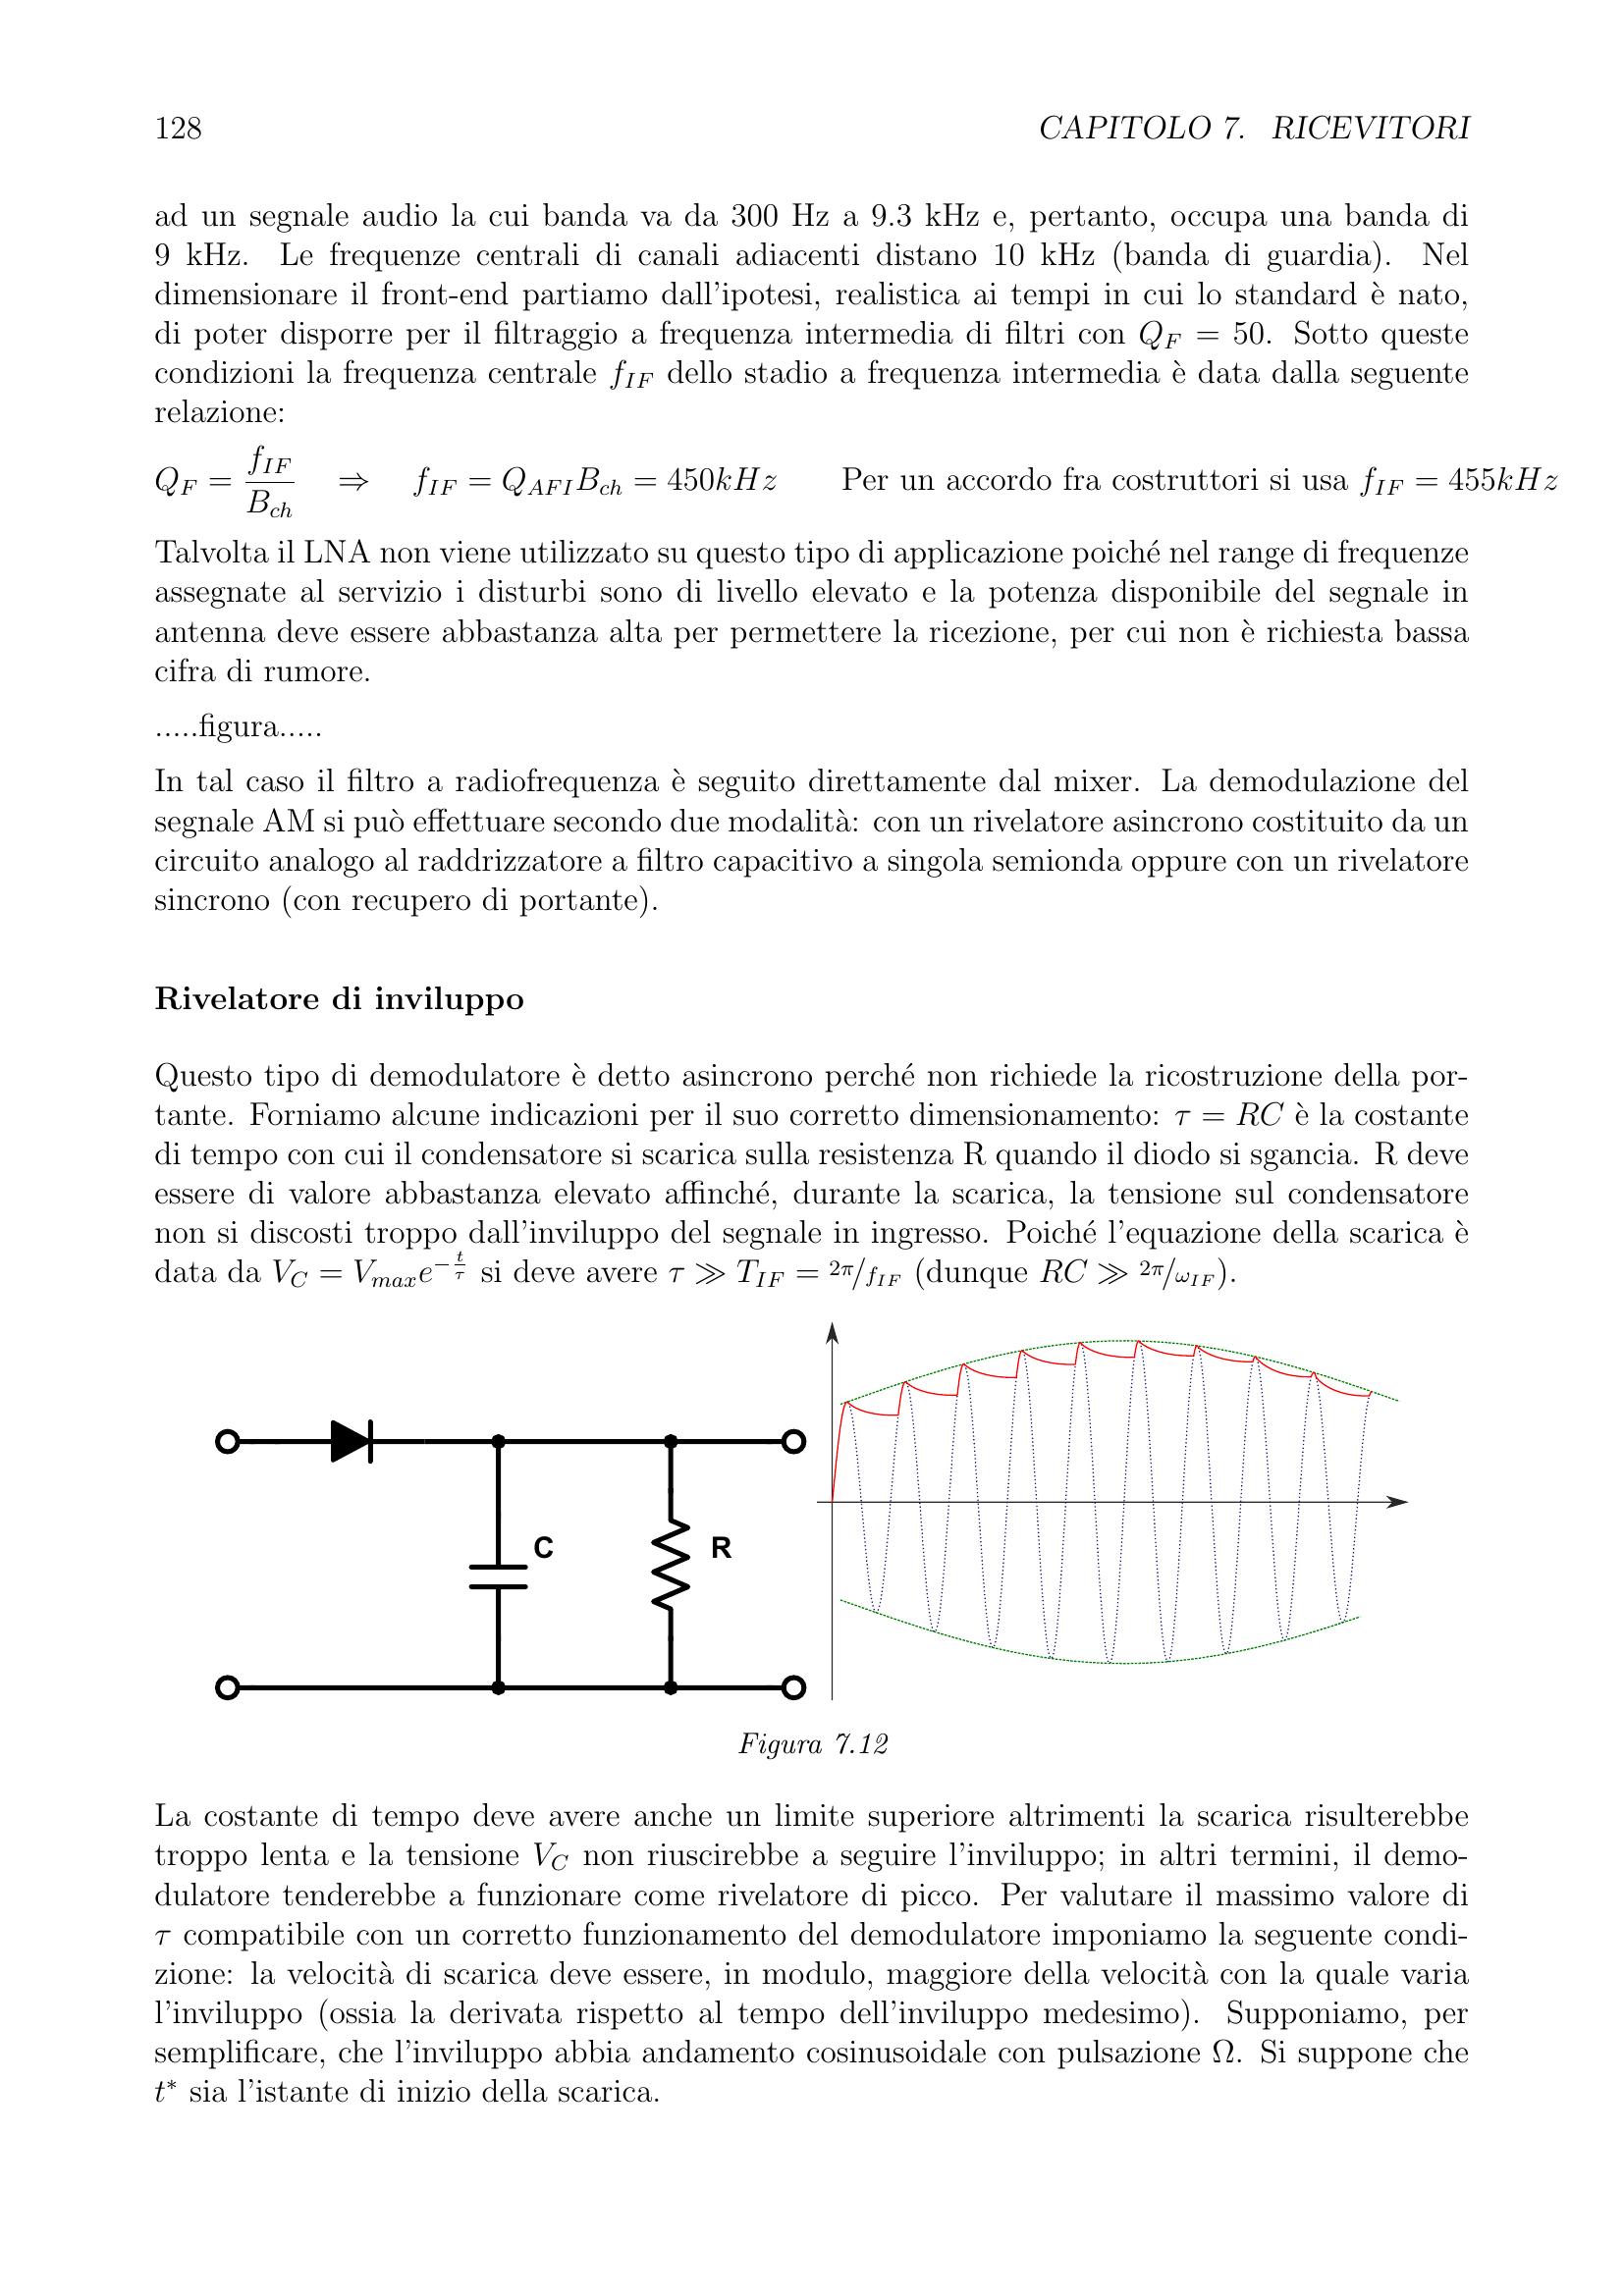 128 CAPITOLO 7. RICEVITORI
ad un segnale audio la cui banda va da 300 Hz a 9.3 kHz e, pertanto, occupa una banda di
9 kHz. Le frequenze centrali di canali adiacenti distano 10 kHz (banda di guardia). Nel
dimensionare il front-end partiamo dall'ipotesi, realistica ai tempi in cui lo standard è nato,
di poter disporre per il filtraggio a frequenza intermedia di filtri con $Q_F = 50$. Sotto queste
condizioni la frequenza centrale $f_{IF}$ dello stadio a frequenza intermedia è data dalla seguente
relazione:
$Q_F = \frac{f_{IF}}{B_{ch}} \Rightarrow f_{IF} = Q_{AFI} B_{ch} = 450kHz$ Per un accordo fra costruttori si usa $f_{IF} = 455kHz$
Talvolta il LNA non viene utilizzato su questo tipo di applicazione poiché nel range di frequenze
assegnate al servizio i disturbi sono di livello elevato e la potenza disponibile del segnale in
antenna deve essere abbastanza alta per permettere la ricezione, per cui non è richiesta bassa
cifra di rumore.
.....figura.....
In tal caso il filtro a radiofrequenza è seguito direttamente dal mixer. La demodulazione del
segnale AM si può effettuare secondo due modalità: con un rivelatore asincrono costituito da un
circuito analogo al raddrizzatore a filtro capacitivo a singola semionda oppure con un rivelatore
sincrono (con recupero di portante).
Rivelatore di inviluppo
Questo tipo di demodulatore è detto asincrono perché non richiede la ricostruzione della por-
tante. Forniamo alcune indicazioni per il suo corretto dimensionamento: $\tau = RC$ è la costante
di tempo con cui il condensatore si scarica sulla resistenza R quando il diodo si sgancia. R deve
essere di valore abbastanza elevato affinché, durante la scarica, la tensione sul condensatore
non si discosti troppo dall'inviluppo del segnale in ingresso. Poiché l'equazione della scarica è
data da $V_C = V_{max} e^{-\frac{t}{\tau}}$ si deve avere $\tau \gg T_{IF} = 2\pi/f_{IF}$ (dunque $RC \gg 2\pi/\omega_{IF}$).
C
R
Figura 7.12
La costante di tempo deve avere anche un limite superiore altrimenti la scarica risulterebbe
troppo lenta e la tensione $V_C$ non riuscirebbe a seguire l'inviluppo; in altri termini, il demo-
dulatore tenderebbe a funzionare come rivelatore di picco. Per valutare il massimo valore di
$\tau$ compatibile con un corretto funzionamento del demodulatore imponiamo la seguente condi-
zione: la velocità di scarica deve essere, in modulo, maggiore della velocità con la quale varia
l'inviluppo (ossia la derivata rispetto al tempo dell'inviluppo medesimo). Supponiamo, per
semplificare, che l'inviluppo abbia andamento cosinusoidale con pulsazione $\Omega$. Si suppone che
$t^*$ sia l'istante di inizio della scarica.